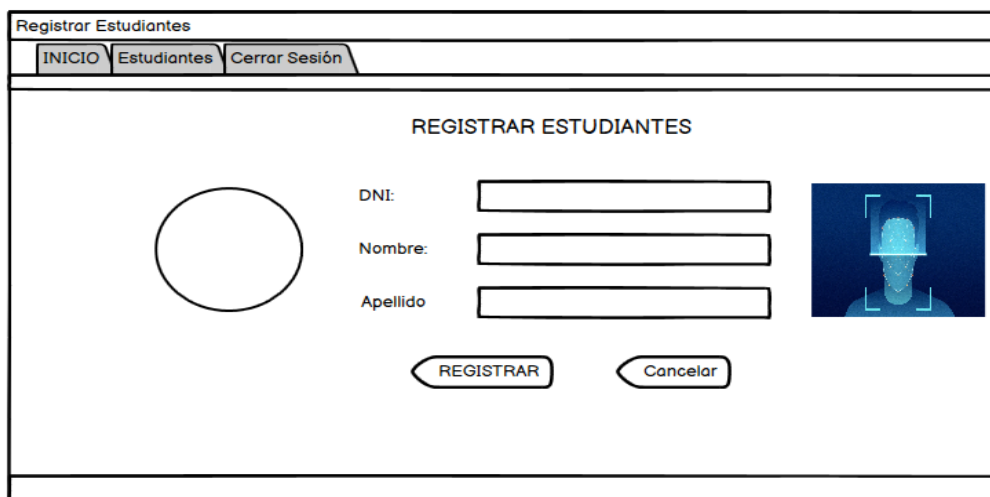 Registrar Estudiantes
INICIO Estudiantes Cerrar Sesión
REGISTRAR ESTUDIANTES
DNI:
Nombre:
Apellido
REGISTRAR Cancelar